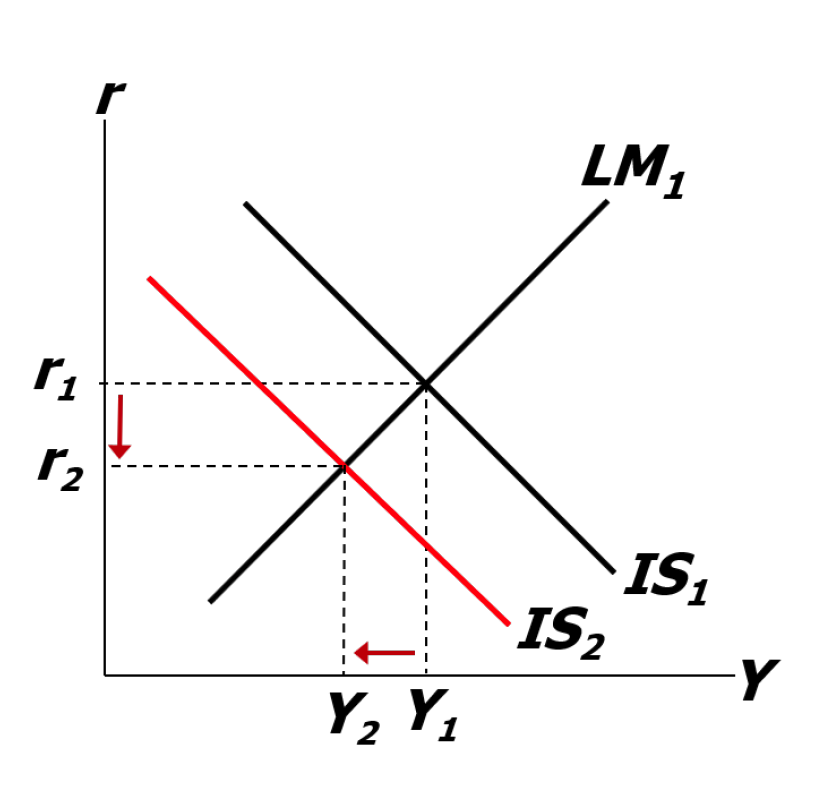 r
LM₁
r₁
r₂
IS₁
IS₂
Y
Y₂ Y₁